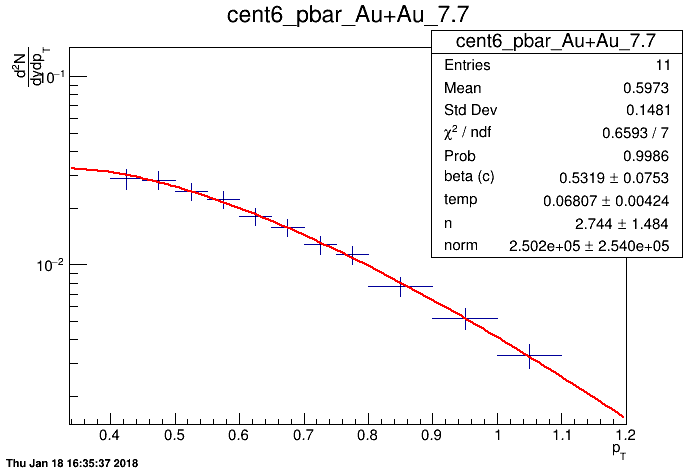 cent6_pbar_Au+Au_7.7
d²N
dydp_T
cent6_pbar_Au+Au_7.7
Entries 11
Mean 0.5973
Std Dev 0.1481
χ² / ndf 0.6593 / 7
Prob 0.9986
beta (c) 0.5319 ± 0.0753
temp 0.06807 ± 0.00424
n 2.744 ± 1.484
norm 2.502e+05 ± 2.540e+05
10⁻¹
10⁻²
0.4 0.5 0.6 0.7 0.8 0.9 1 1.1 1.2
p_T
Thu Jan 18 16:35:37 2018